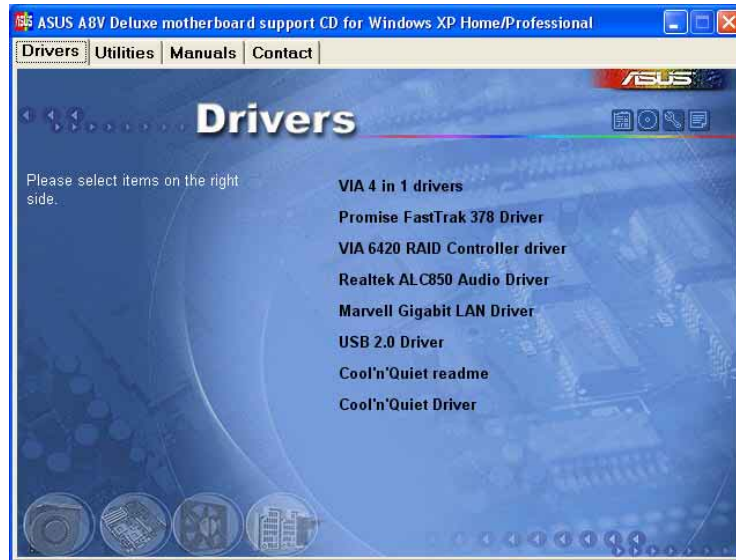 ASUS A8V Deluxe motherboard support CD for Windows XP Home/Professional
Drivers Utilities Manuals Contact
ASUS
Drivers
Please select items on the right
side.
VIA 4 in 1 drivers
Promise FastTrak 378 Driver
VIA 6420 RAID Controller driver
Realtek ALC850 Audio Driver
Marvell Gigabit LAN Driver
USB 2.0 Driver
Cool'n'Quiet readme
Cool'n'Quiet Driver